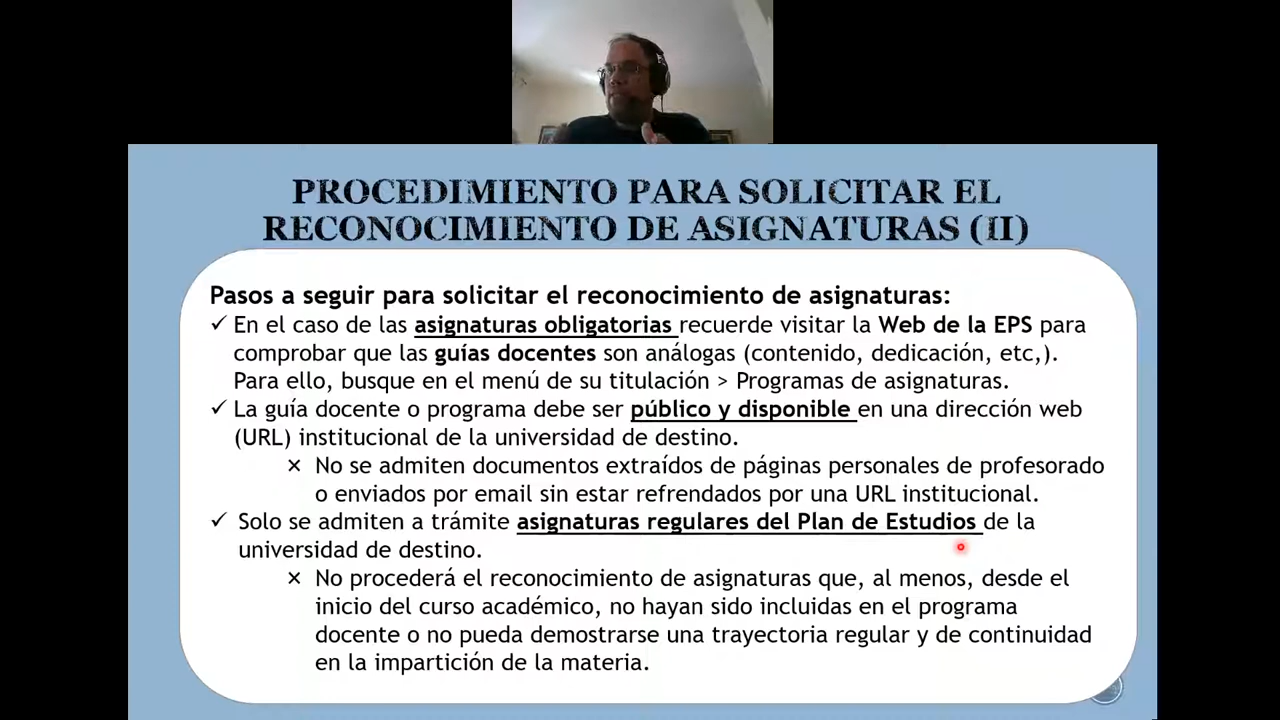 PROCEDIMIENTO PARA SOLICITAR EL
RECONOCIMIENTO DE ASIGNATURAS (II)
Pasos a seguir para solicitar el reconocimiento de asignaturas:
✓ En el caso de las asignaturas obligatorias recuerde visitar la Web de la EPS para
comprobar que las guías docentes son análogas (contenido, dedicación, etc,).
Para ello, busque en el menú de su titulación > Programas de asignaturas.
✓ La guía docente o programa debe ser público y disponible en una dirección web
(URL) institucional de la universidad de destino.
× No se admiten documentos extraídos de páginas personales de profesorado
o enviados por email sin estar refrendados por una URL institucional.
✓ Solo se admiten a trámite asignaturas regulares del Plan de Estudios de la
universidad de destino.
× No procederá el reconocimiento de asignaturas que, al menos, desde el
inicio del curso académico, no hayan sido incluidas en el programa
docente o no pueda demostrarse una trayectoria regular y de continuidad
en la impartición de la materia.